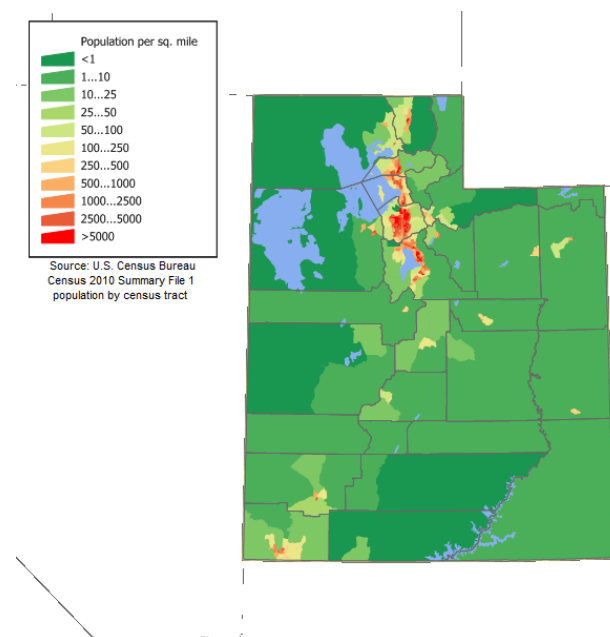 Population per sq. mile
<1
1...10
10...25
25...50
50...100
100...250
250...500
500...1000
1000...2500
2500...5000
>5000
Source: U.S. Census Bureau
Census 2010 Summary File 1
population by census tract